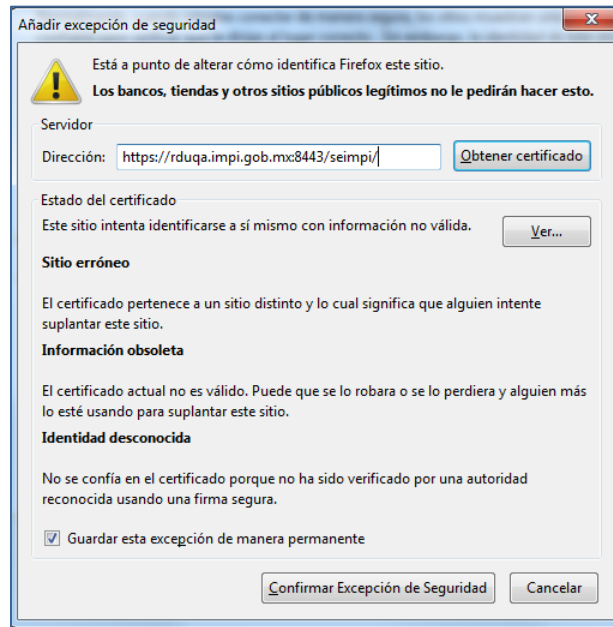 Añadir excepción de seguridad
Está a punto de alterar cómo identifica Firefox este sitio.
Los bancos, tiendas y otros sitios públicos legítimos no le pedirán hacer esto.
Servidor
Dirección: https://rduqa.impi.gob.mx:8443/seimpi/ Obtener certificado
Estado del certificado
Este sitio intenta identificarse a sí mismo con información no válida. Ver...
Sitio erróneo
El certificado pertenece a un sitio distinto y lo cual significa que alguien intente
suplantar este sitio.
Información obsoleta
El certificado actual no es válido. Puede que se lo robara o se lo perdiera y alguien más
lo esté usando para suplantar este sitio.
Identidad desconocida
No se confía en el certificado porque no ha sido verificado por una autoridad
reconocida usando una firma segura.
Guardar esta excepción de manera permanente
Confirmar Excepción de Seguridad Cancelar